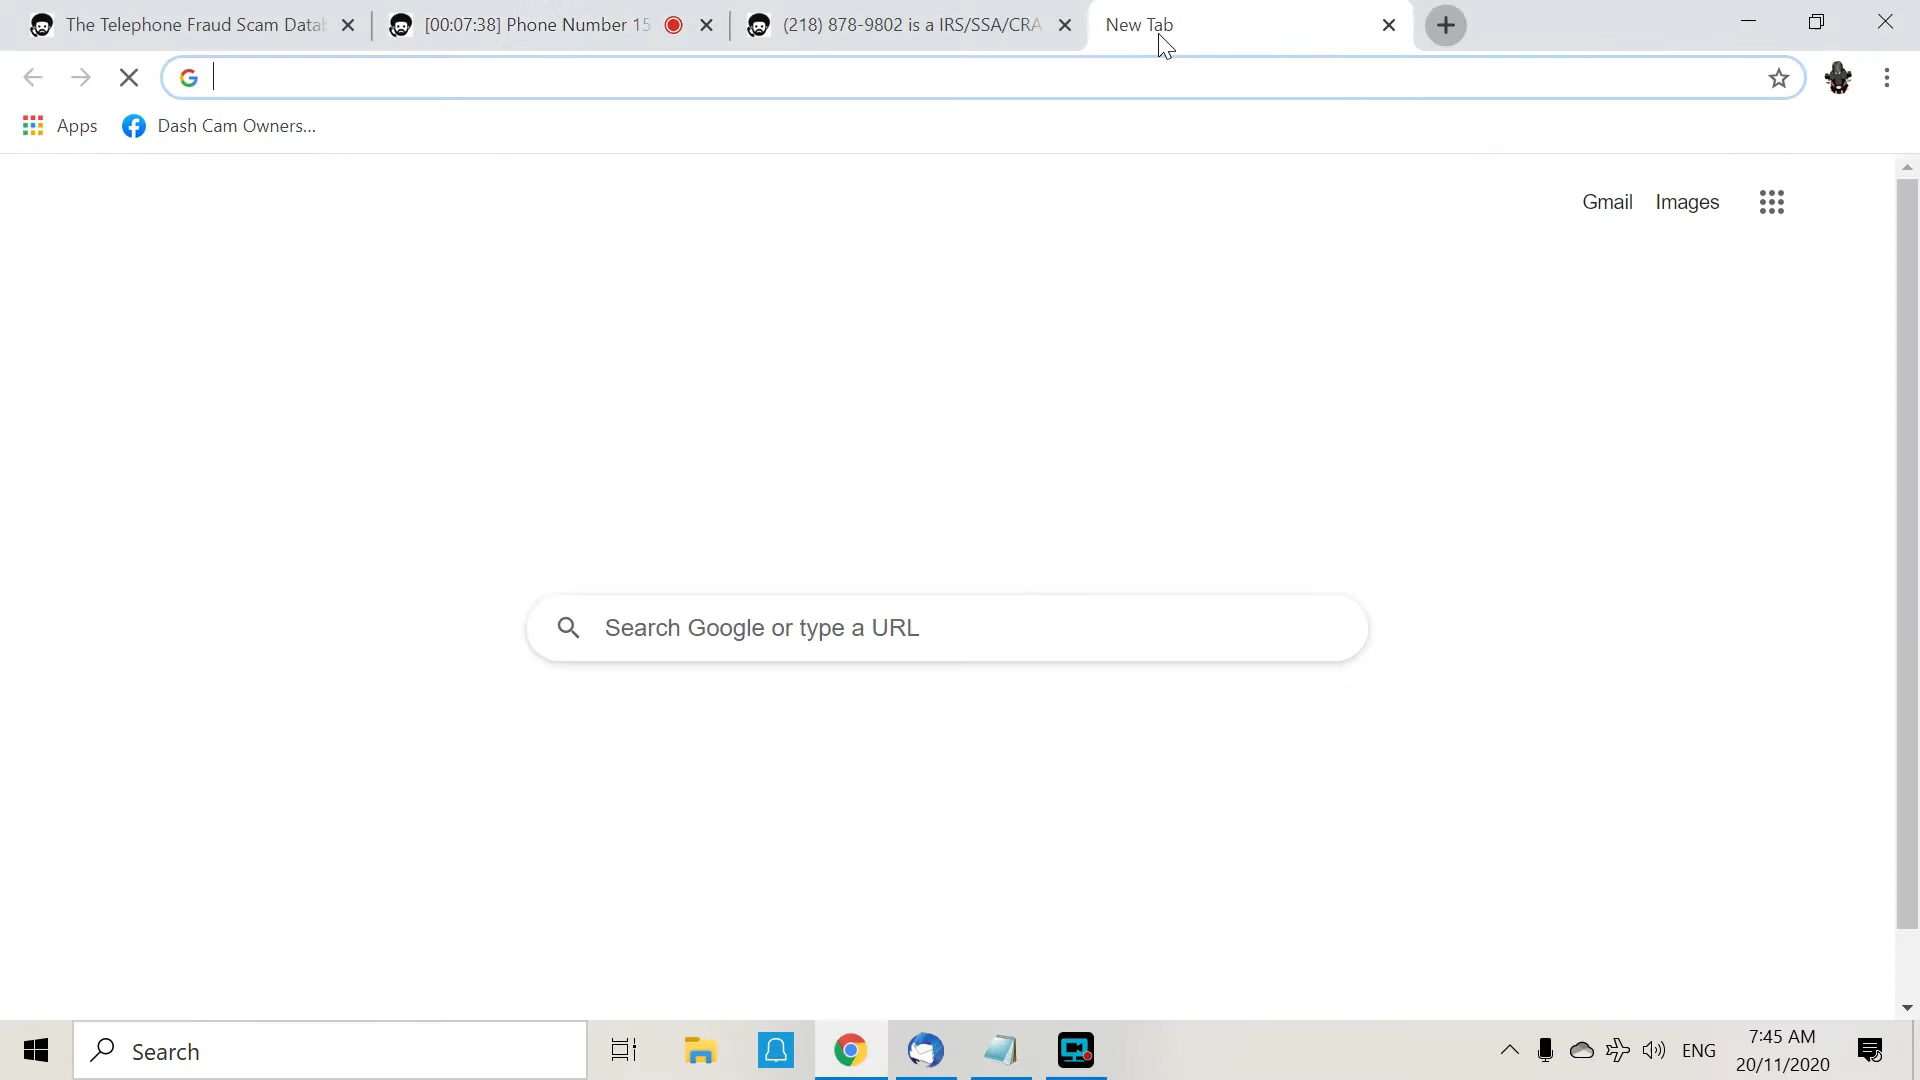 The Telephone Fraud Scam Datab
[00:07:38] Phone Number 15
(218) 878-9802 is a IRS/SSA/CRA
New Tab
Apps
Dash Cam Owners...
Gmail
Images
Search Google or type a URL
Search
ENG
7:45 AM
20/11/2020